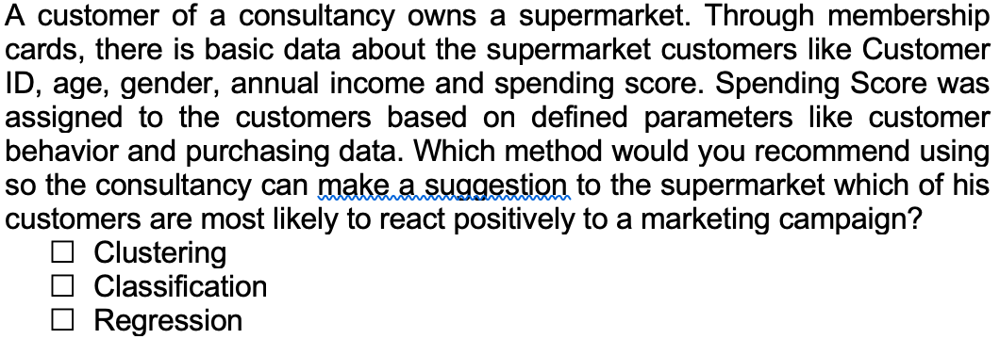 A customer of a consultancy owns a supermarket. Through membership
cards, there is basic data about the supermarket customers like Customer
ID, age, gender, annual income and spending score. Spending Score was
assigned to the customers based on defined parameters like customer
behavior and purchasing data. Which method would you recommend using
so the consultancy can make a suggestion to the supermarket which of his
customers are most likely to react positively to a marketing campaign?
☐ Clustering
☐ Classification
☐ Regression